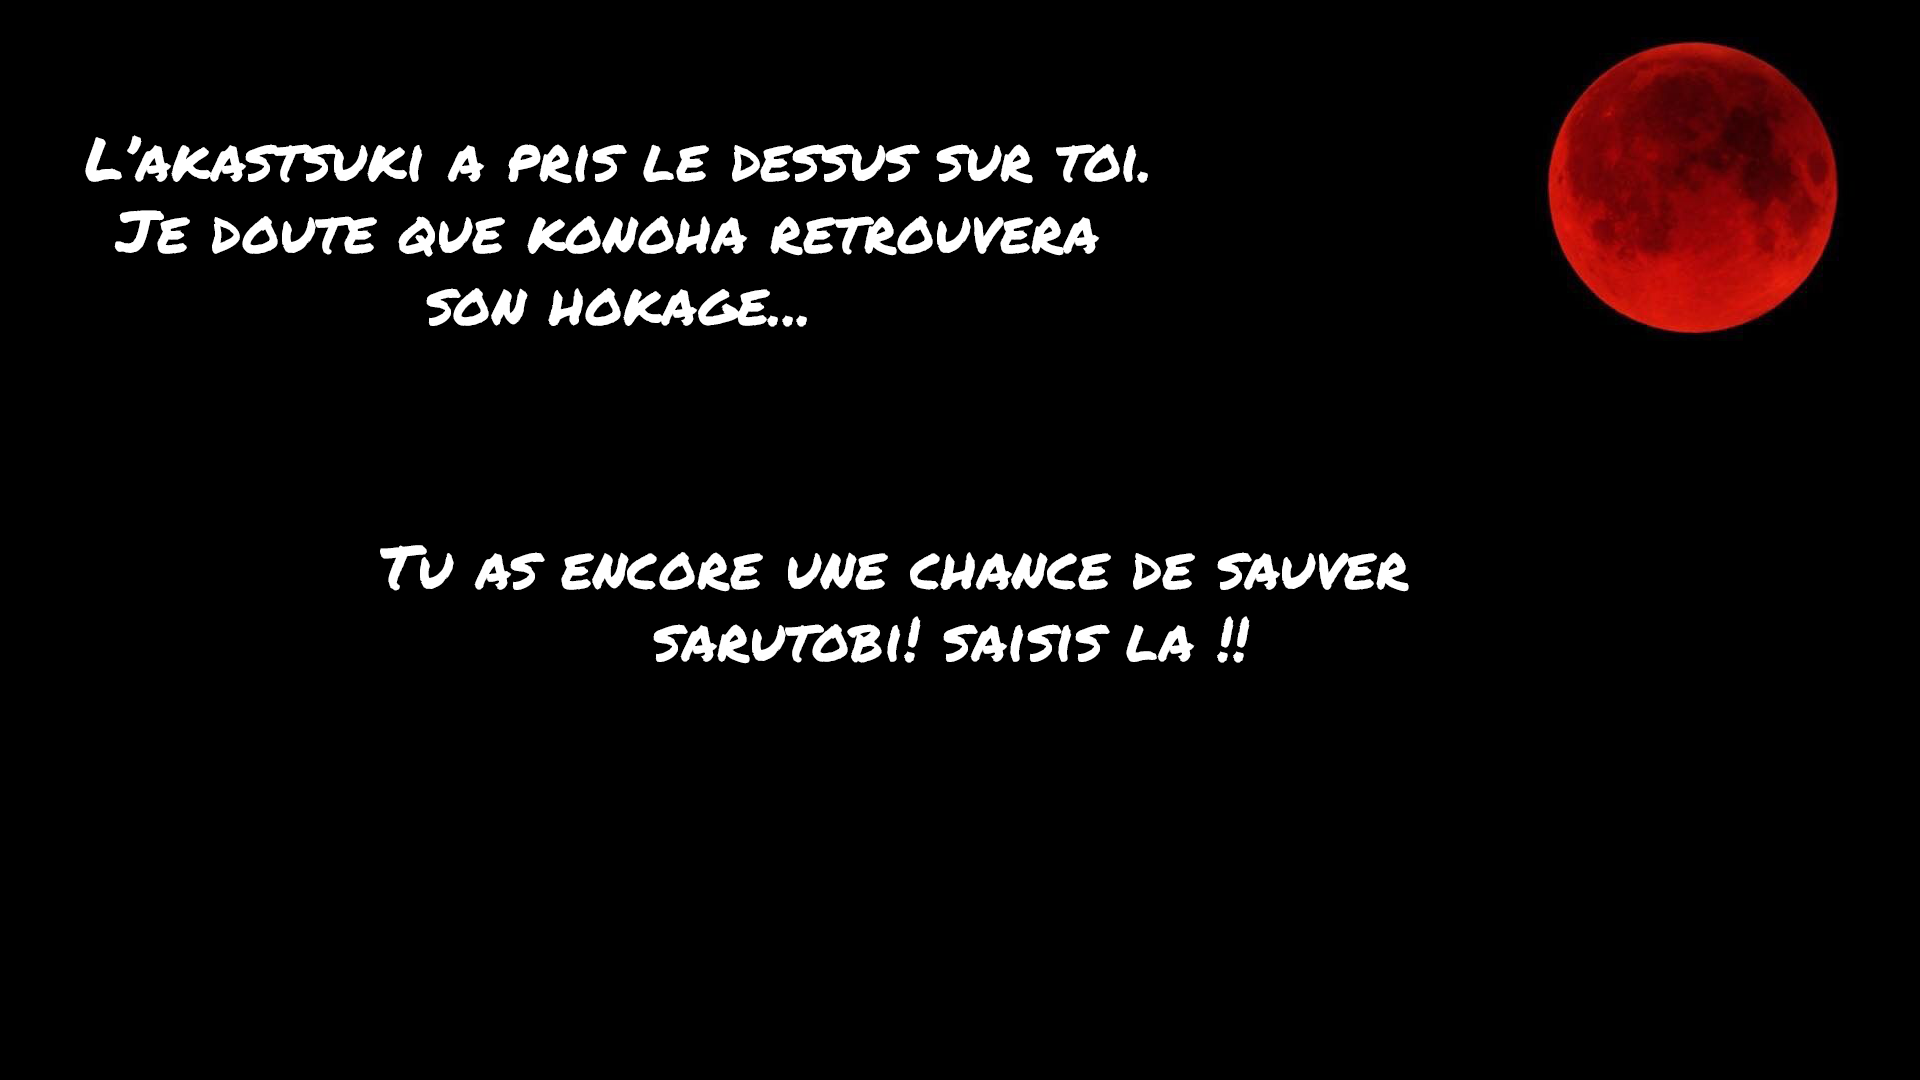 L'akastsuki a pris le dessus sur toi.
Je doute que konoha retrouvera
son hokage...
Tu as encore une chance de sauver
sarutobi! saisis la !!